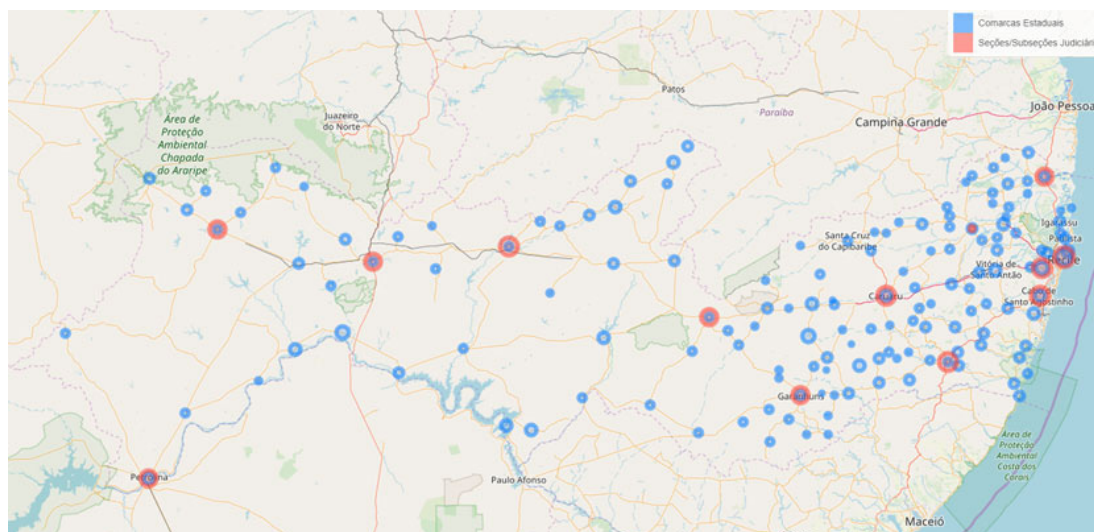 Comarcas Estaduais
Seções/Subseções Judiciári
João Pessoa
Patos
Paraíba
Campina Grande
Juazeiro
do Norte
Área de
Proteção
Ambiental
Chapada
do Araripe
Igarassu
Paulista
Santa Cruz
do Capibaribe
Recife
Vitória de
Santo Antão
Cabo de
Santo Agostinho
Caruaru
Garanhuns
Área de
Proteção
Ambiental
Costa dos
Corais
Petrolina
Paulo Afonso
Maceió